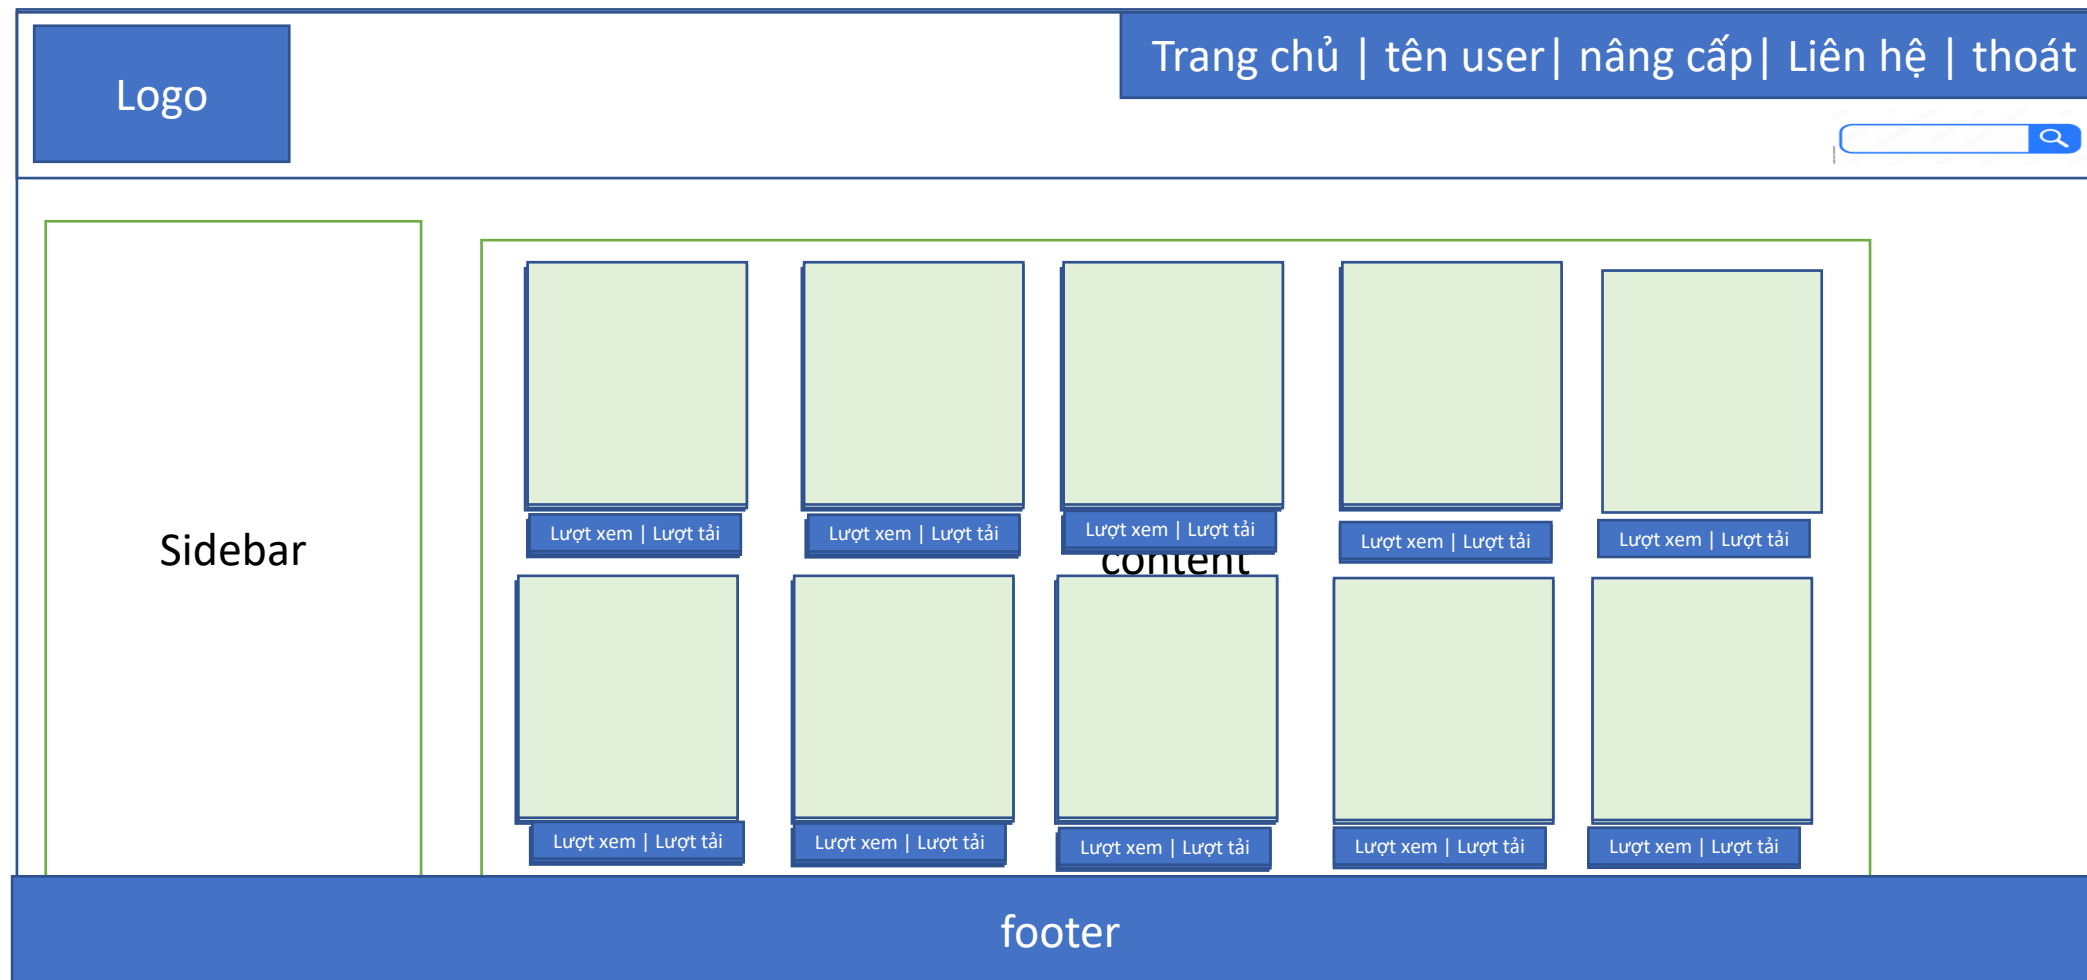 Logo
Trang chủ | tên user| nâng cấp| Liên hệ | thoát
Sidebar
Lượt xem | Lượt tải
Lượt xem | Lượt tải
Lượt xem | Lượt tải
Lượt xem | Lượt tải
Lượt xem | Lượt tải
content
Lượt xem | Lượt tải
Lượt xem | Lượt tải
Lượt xem | Lượt tải
Lượt xem | Lượt tải
Lượt xem | Lượt tải
footer